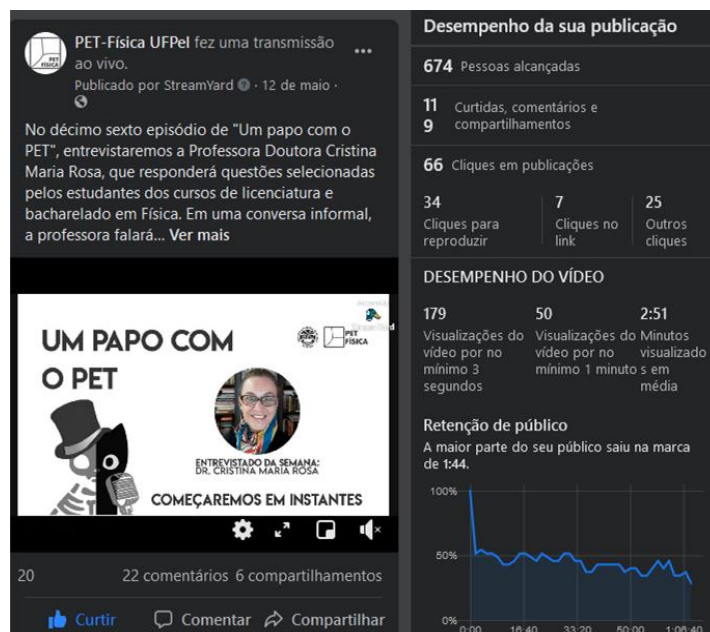 PET-Física UFPel fez uma transmissão
ao vivo.
Publicado por StreamYard · 12 de maio ·
No décimo sexto episódio de "Um papo com o
PET", entrevistaremos a Professora Doutora Cristina
Maria Rosa, que responderá questões selecionadas
pelos estudantes dos cursos de licenciatura e
bacharelado em Física. Em uma conversa informal,
a professora falará... Ver mais
UM PAPO COM
O PET
PET
FÍSICA
ENTREVISTADO DA SEMANA:
DR. CRISTINA MARIA ROSA
COMEÇAREMOS EM INSTANTES
20
22 comentários 6 compartilhamentos
Curtir Comentar Compartilhar
Desempenho da sua publicação
674 Pessoas alcançadas
11
9
Curtidas, comentários e
compartilhamentos
66 Cliques em publicações
34
Cliques para
reproduzir
7
Cliques no
link
25
Outros
cliques
DESEMPENHO DO VÍDEO
179
Visualizações do
vídeo por no
mínimo 3
segundos
50
Visualizações do
vídeo por no
mínimo 1 minuto
2:51
Minutos
visualizado
s em
média
Retenção de público
A maior parte do seu público saiu na marca
de 1:44.
100%
50%
0%
0:00 16:40 33:20 50:00 1:06:40